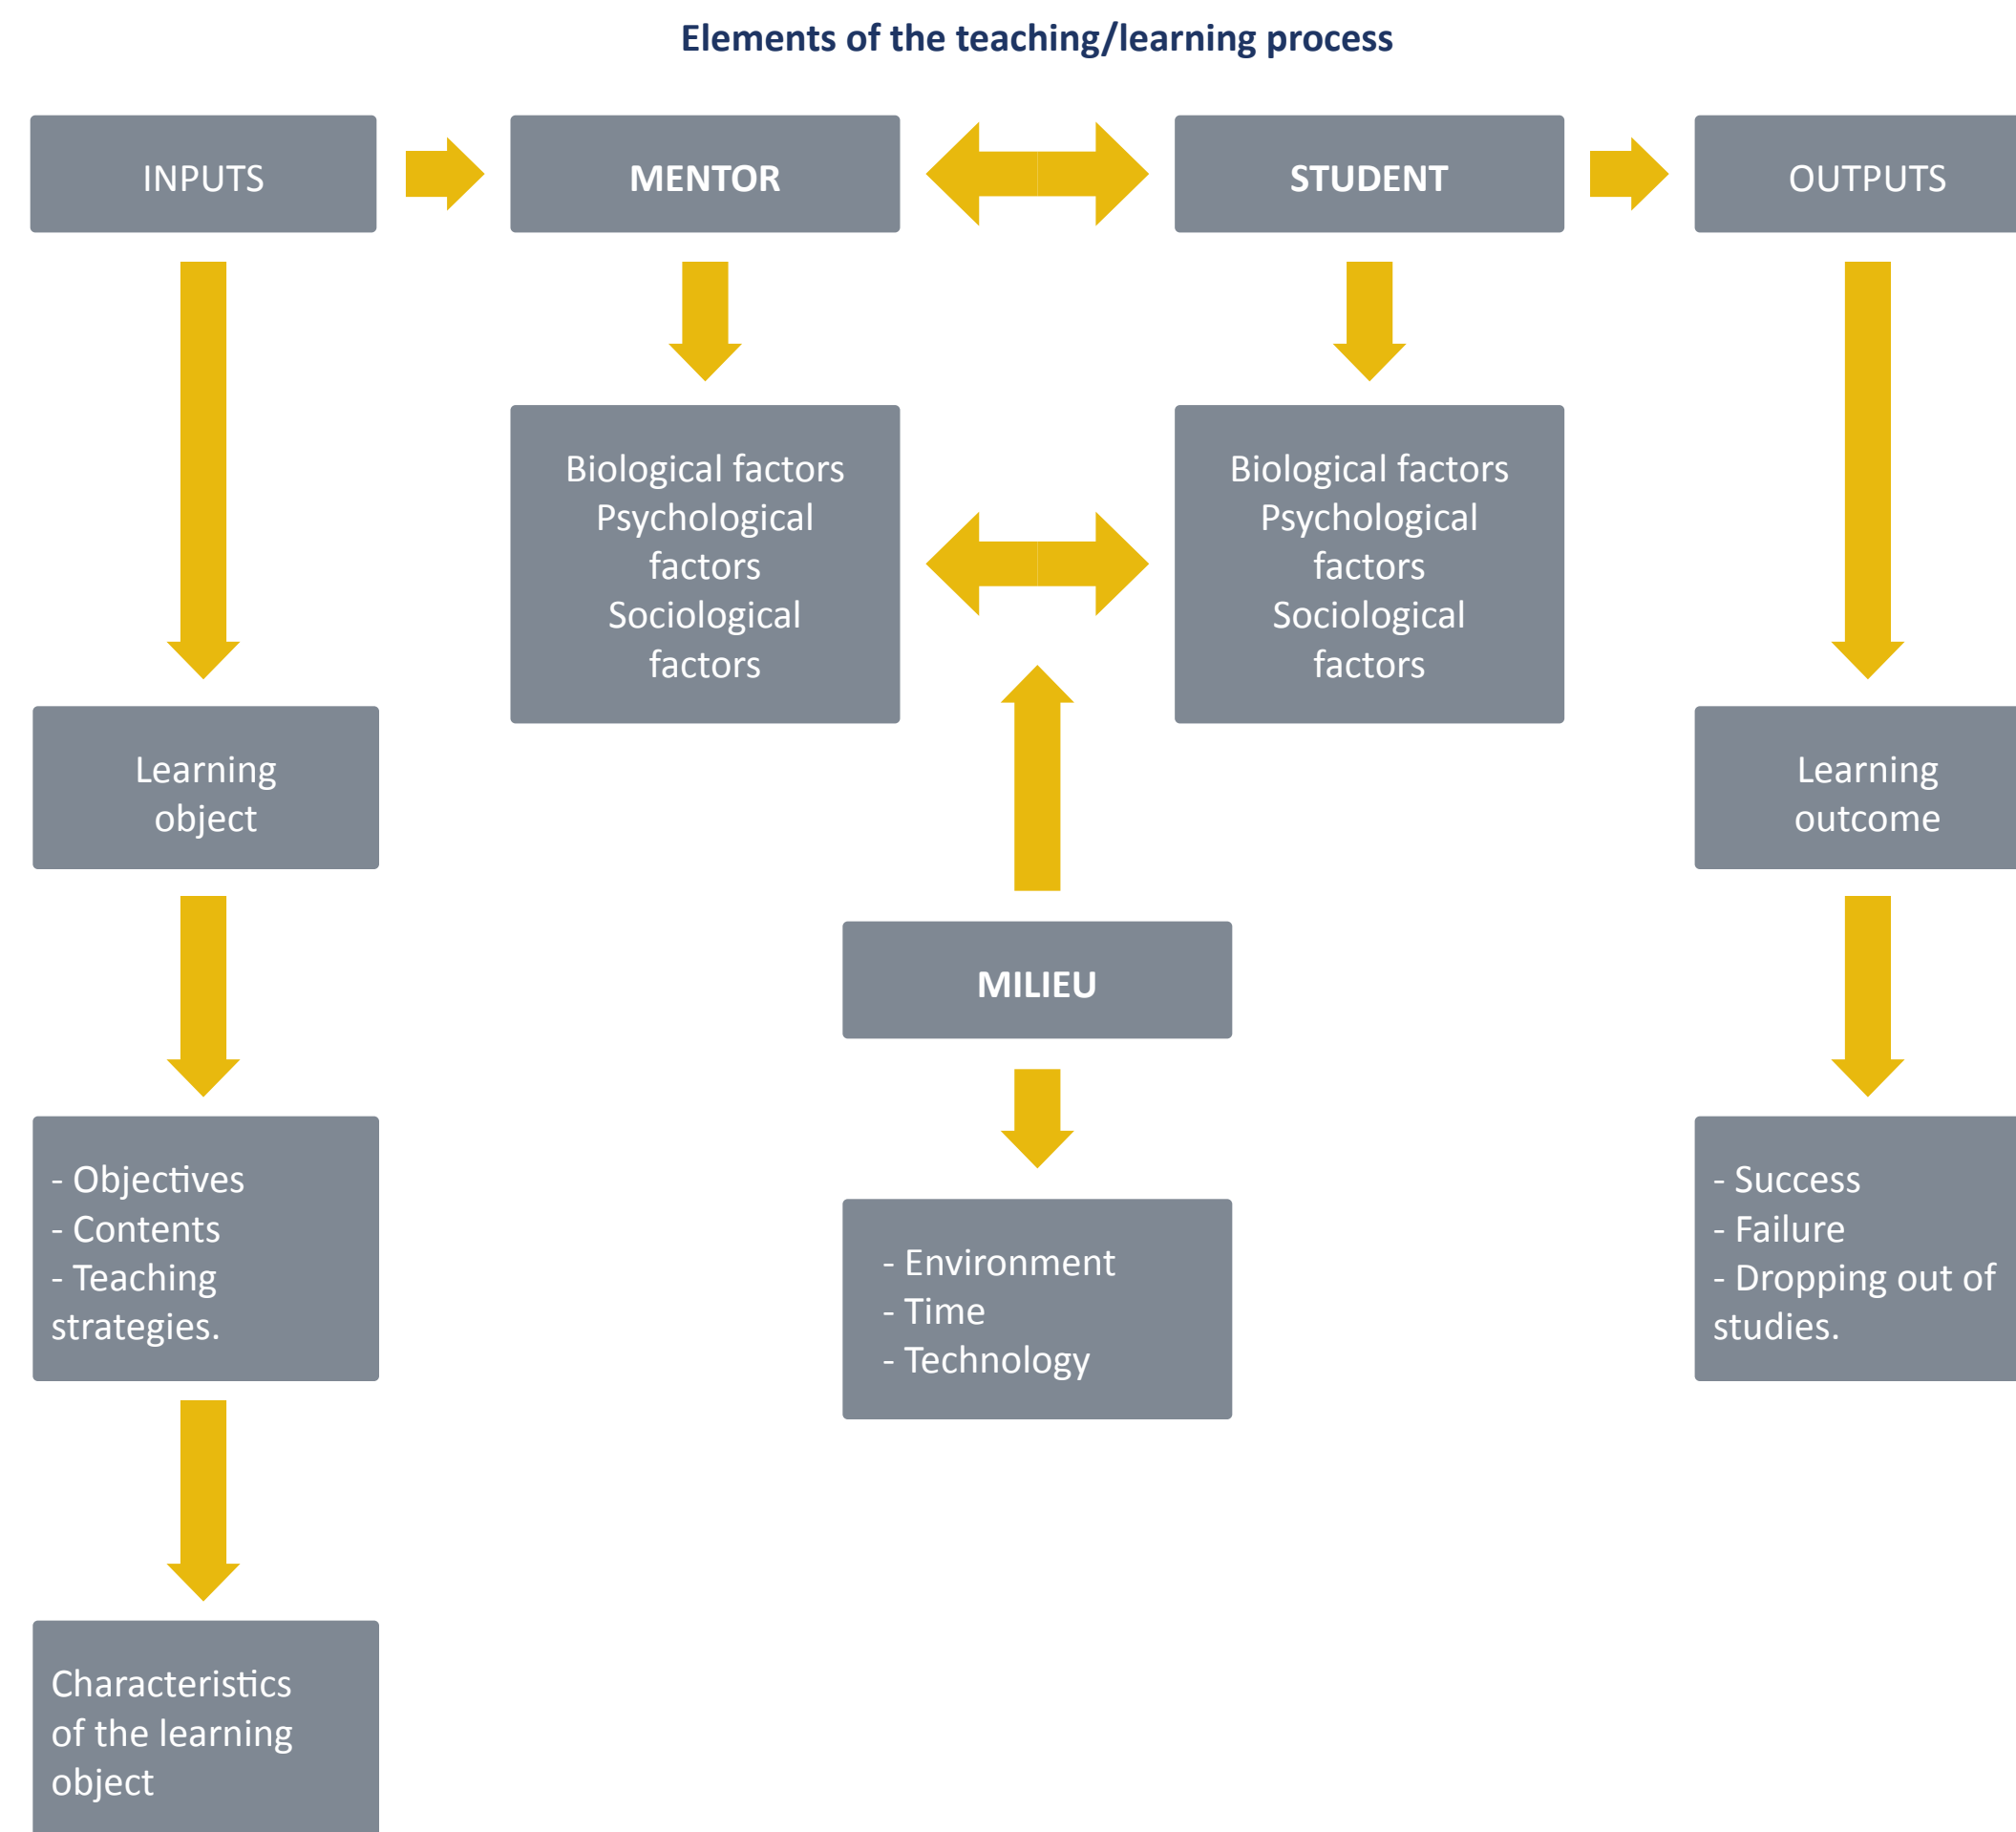 Elements of the teaching/learning process
INPUTS
MENTOR
STUDENT
OUTPUTS
Biological factors
Psychological
factors
Sociological
factors
Biological factors
Psychological
factors
Sociological
factors
Learning
object
Learning
outcome
MILIEU
- Objectives
- Contents
- Teaching
strategies.
- Environment
- Time
- Technology
- Success
- Failure
- Dropping out of
studies.
Characteristics
of the learning
object